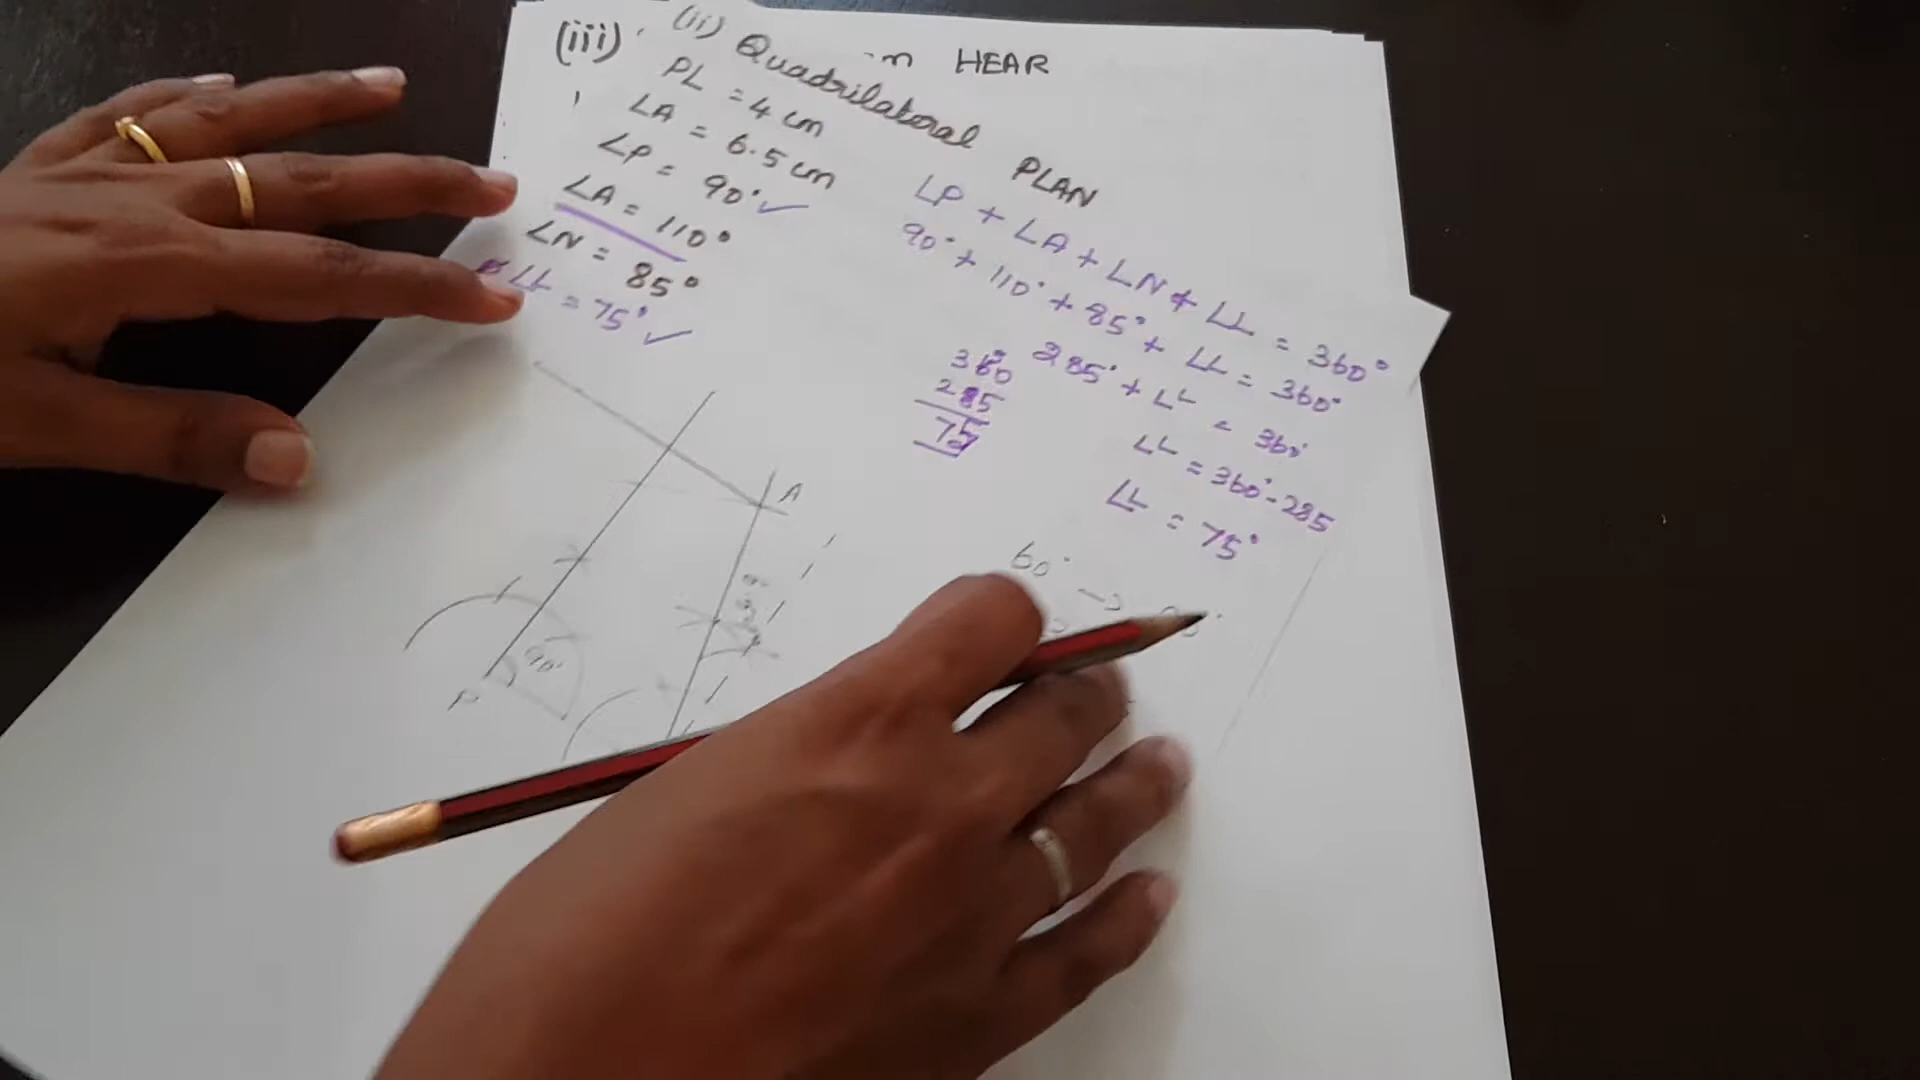 (iii)
HEAR
(ii) Quadrilateral PLAN
PL = 4 cm
LA = 6.5 cm
∠P = 90° ✓
∠A = 110°
∠N = 85°
∠L = 75° ✓
∠P + ∠A + ∠N + ∠L = 360°
90° + 110° + 85° + ∠L = 360°
285° + ∠L = 360°
∠L = 360° - 285
∠L = 75°
360
285
75
A
90°
P
60° →